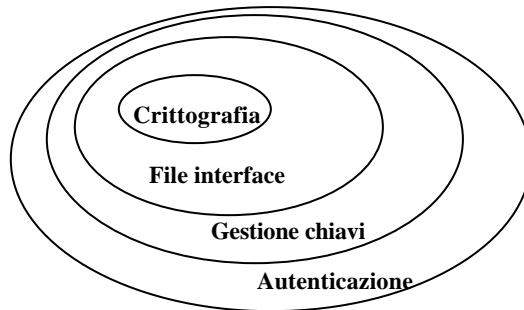 Crittografia
File interface
Gestione chiavi
Autenticazione